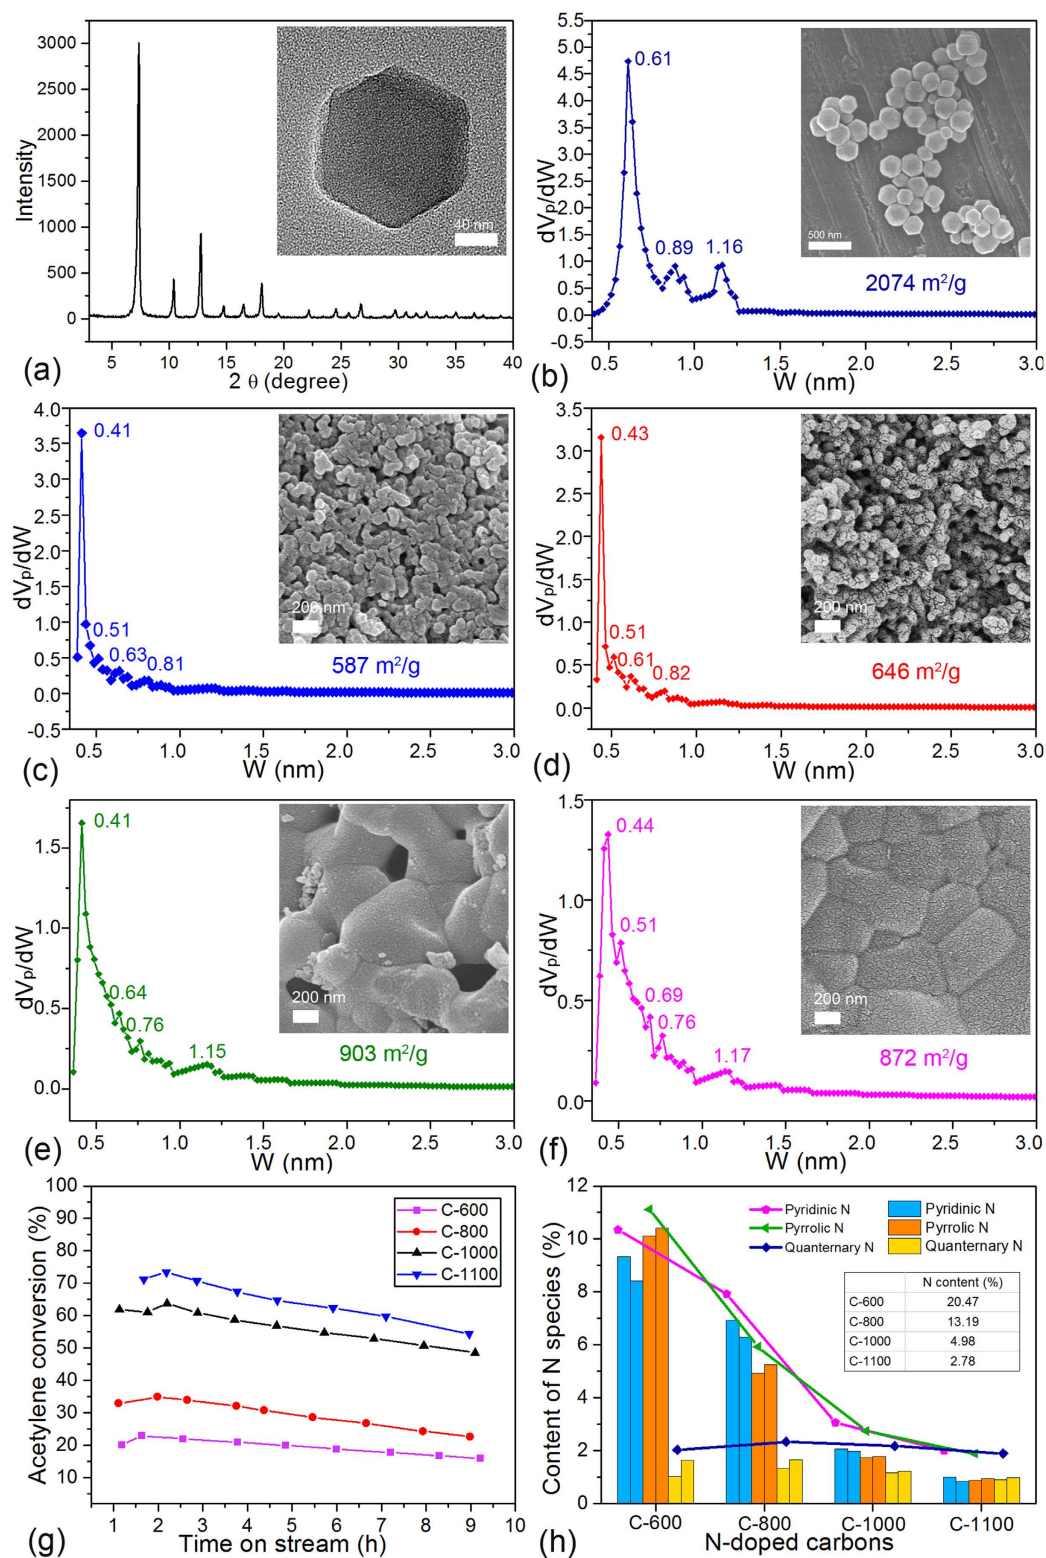 3000
2500
2000
1500
1000
500
0
Intensity
40 nm
5 10 15 20 25 30 35 40
2 θ (degree)
(a)
5.5
5.0
4.5
4.0
3.5
3.0
2.5
2.0
1.5
1.0
0.5
0.0
-0.5
dVp/dW
0.61
0.89
1.16
500 nm
2074 m²/g
0.5 1.0 1.5 2.0 2.5 3.0
W (nm)
(b)
4.0
3.5
3.0
2.5
2.0
1.5
1.0
0.5
0.0
-0.5
dVp/dW
0.41
0.51
0.63
0.81
200 nm
587 m²/g
0.5 1.0 1.5 2.0 2.5 3.0
W (nm)
(c)
3.5
3.0
2.5
2.0
1.5
1.0
0.5
0.0
dVp/dW
0.43
0.51
0.61
0.82
200 nm
646 m²/g
0.5 1.0 1.5 2.0 2.5 3.0
W (nm)
(d)
1.5
1.0
0.5
0.0
dVp/dW
0.41
0.64
0.76
1.15
200 nm
903 m²/g
0.5 1.0 1.5 2.0 2.5 3.0
W (nm)
(e)
1.5
1.0
0.5
0.0
dVp/dW
0.44
0.51
0.69
0.76
1.17
200 nm
872 m²/g
0.5 1.0 1.5 2.0 2.5 3.0
W (nm)
(f)
100
90
80
70
60
50
40
30
20
10
Acetylene conversion (%)
C-600
C-800
C-1000
C-1100
1 2 3 4 5 6 7 8 9 10
Time on stream (h)
(g)
12
10
8
6
4
2
0
Content of N species (%)
Pyridinic N
Pyrrolic N
Quanternary N
Pyridinic N
Pyrrolic N
Quanternary N
N content (%)
C-600 20.47
C-800 13.19
C-1000 4.98
C-1100 2.78
C-600 C-800 C-1000 C-1100
N-doped carbons
(h)